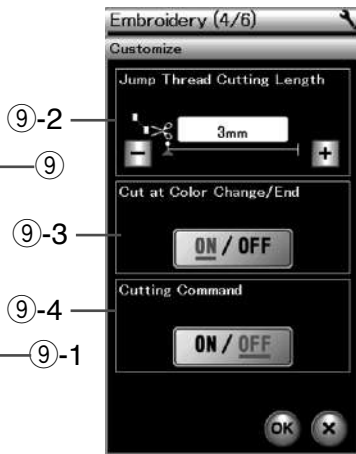 Embroidery (4/6)
Customize
Jump Thread Cutting Length
⑨-2
3mm
− +
⑨
Cut at Color Change/End
⑨-3
ON / OFF
Cutting Command
⑨-4
⑨-1
ON / OFF
OK X